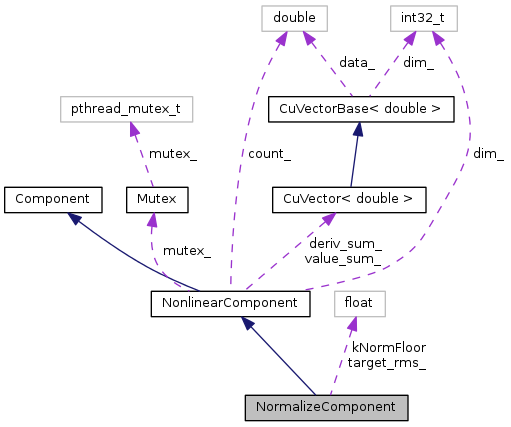 double
int32_t
data_
dim_
pthread_mutex_t
CuVectorBase< double >
mutex_
count_
dim_
Component
Mutex
CuVector< double >
mutex_
deriv_sum_
value_sum_
NonlinearComponent
float
kNormFloor
target_rms_
NormalizeComponent